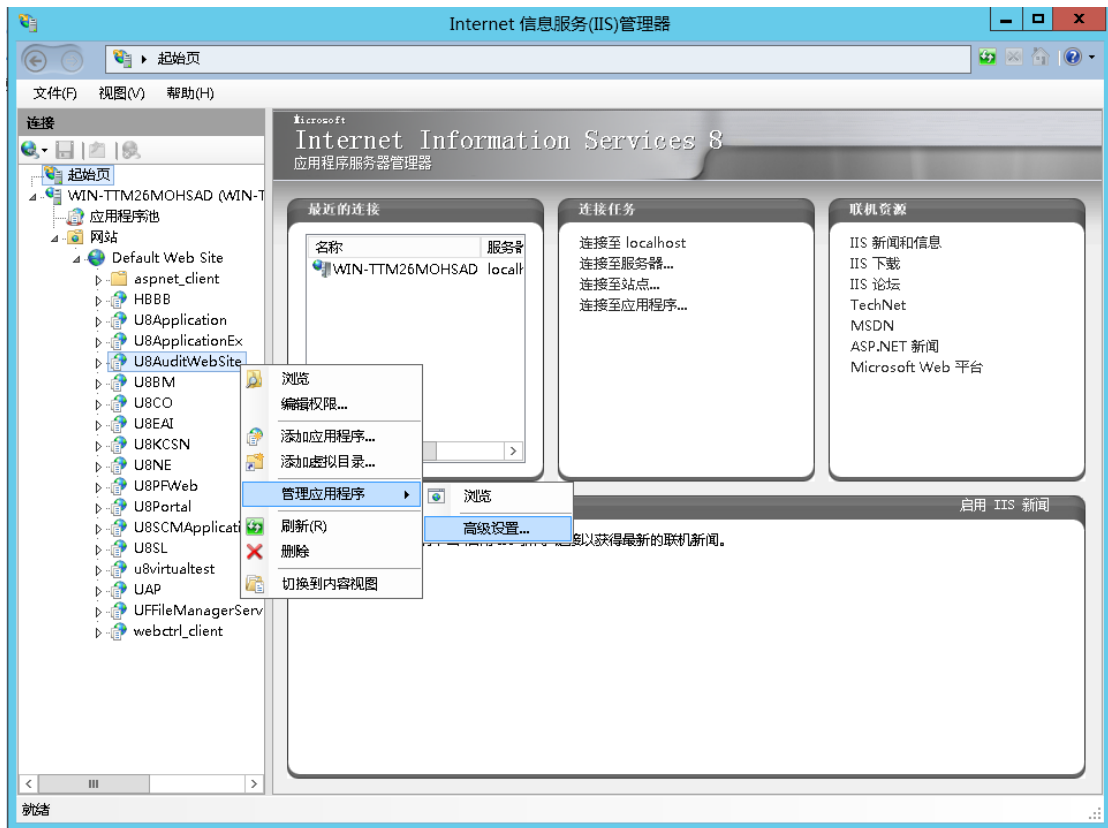 Internet 信息服务(IIS)管理器
起始页
文件(F) 视图(V) 帮助(H)
连接
起始页
WIN-TTM26MOHSAD (WIN-T
应用程序池
网站
Default Web Site
aspnet_client
HBBB
U8Application
U8ApplicationEx
U8AuditWebSite
U8BM
U8CO
U8EAI
U8KCSN
U8NE
U8PFWeb
U8Portal
U8SCMApplicati
U8SL
u8virtualtest
UAP
UFFileManagerServ
webctrl_client
浏览
编辑权限...
添加应用程序...
添加虚拟目录...
管理应用程序
刷新(R)
删除
切换到内容视图
浏览
高级设置...
Microsoft
Internet Information Services 8
应用程序服务器管理器
最近的连接
名称 服务器
WIN-TTM26MOHSAD localh
连接任务
连接至 localhost
连接至服务器...
连接至站点...
连接至应用程序...
联机资源
IIS 新闻和信息
IIS 下载
IIS 论坛
TechNet
MSDN
ASP.NET 新闻
Microsoft Web 平台
启用 IIS 新闻
以获得最新的联机新闻。
就绪